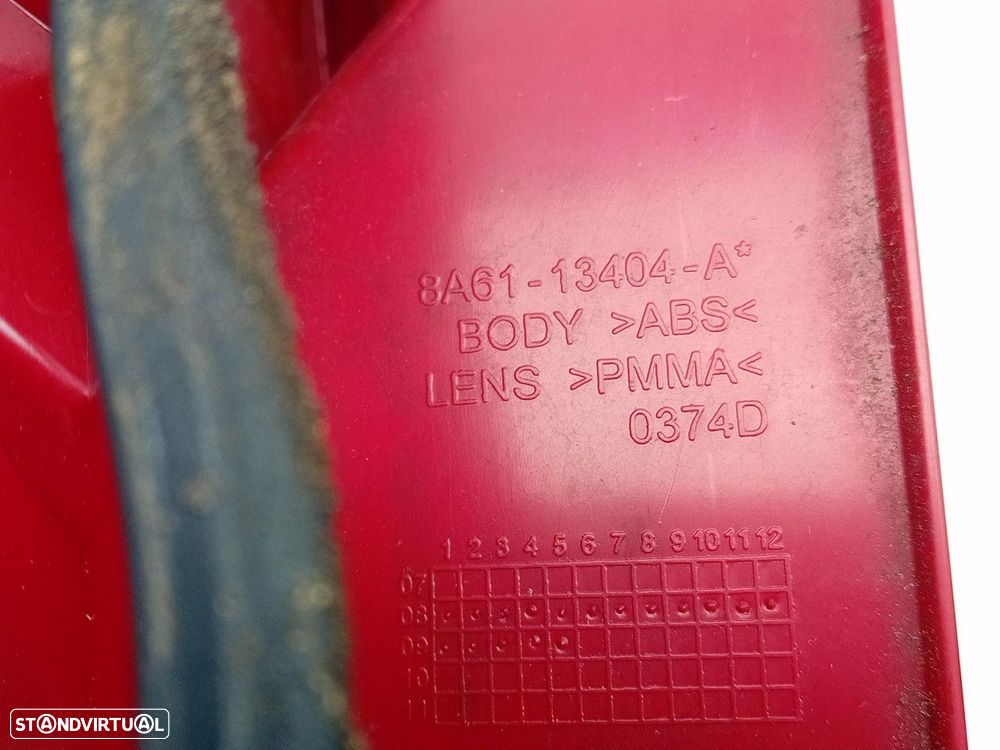 8A61-13404-A*
BODY >ABS<
LENS >PMMA<
0374D
1 2 3 4 5 6 7 8 9 10 11 12
07
08
09
10
11
STANDVIRTUAL